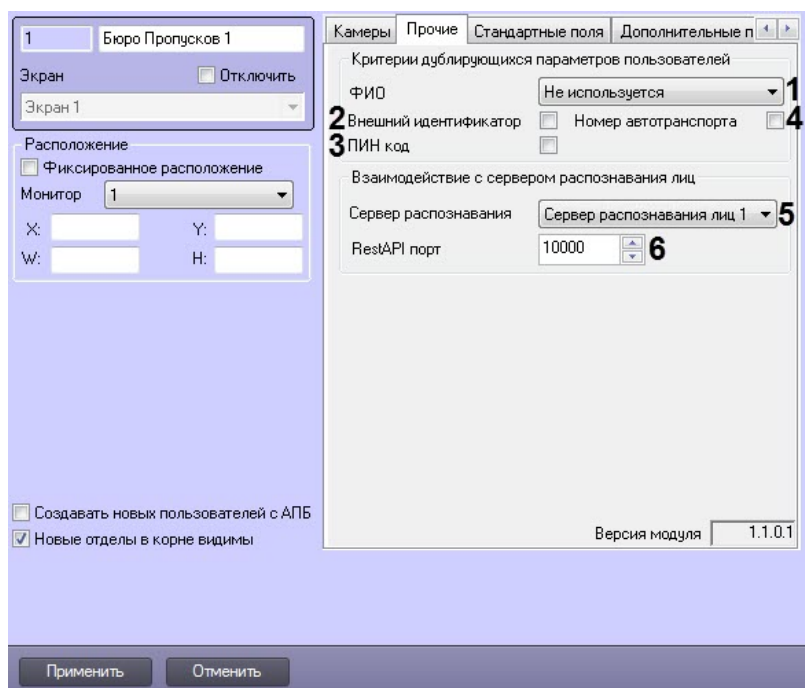 1 Бюро Пропусков 1
Экран Отключить
Экран 1
Расположение
Фиксированное расположение
Монитор 1
X: Y:
W: H:
Создавать новых пользователей с АПБ
Новые отделы в корне видимы
Камеры Прочие Стандартные поля Дополнительные п
Критерии дублирующихся параметров пользователей
ФИО Не используется 1
2 Внешний идентификатор Номер автотранспорта 4
3 ПИН код
Взаимодействие с сервером распознавания лиц
Сервер распознавания Сервер распознавания лиц 1 5
RestAPI порт 10000 6
Версия модуля 1.1.0.1
Применить Отменить